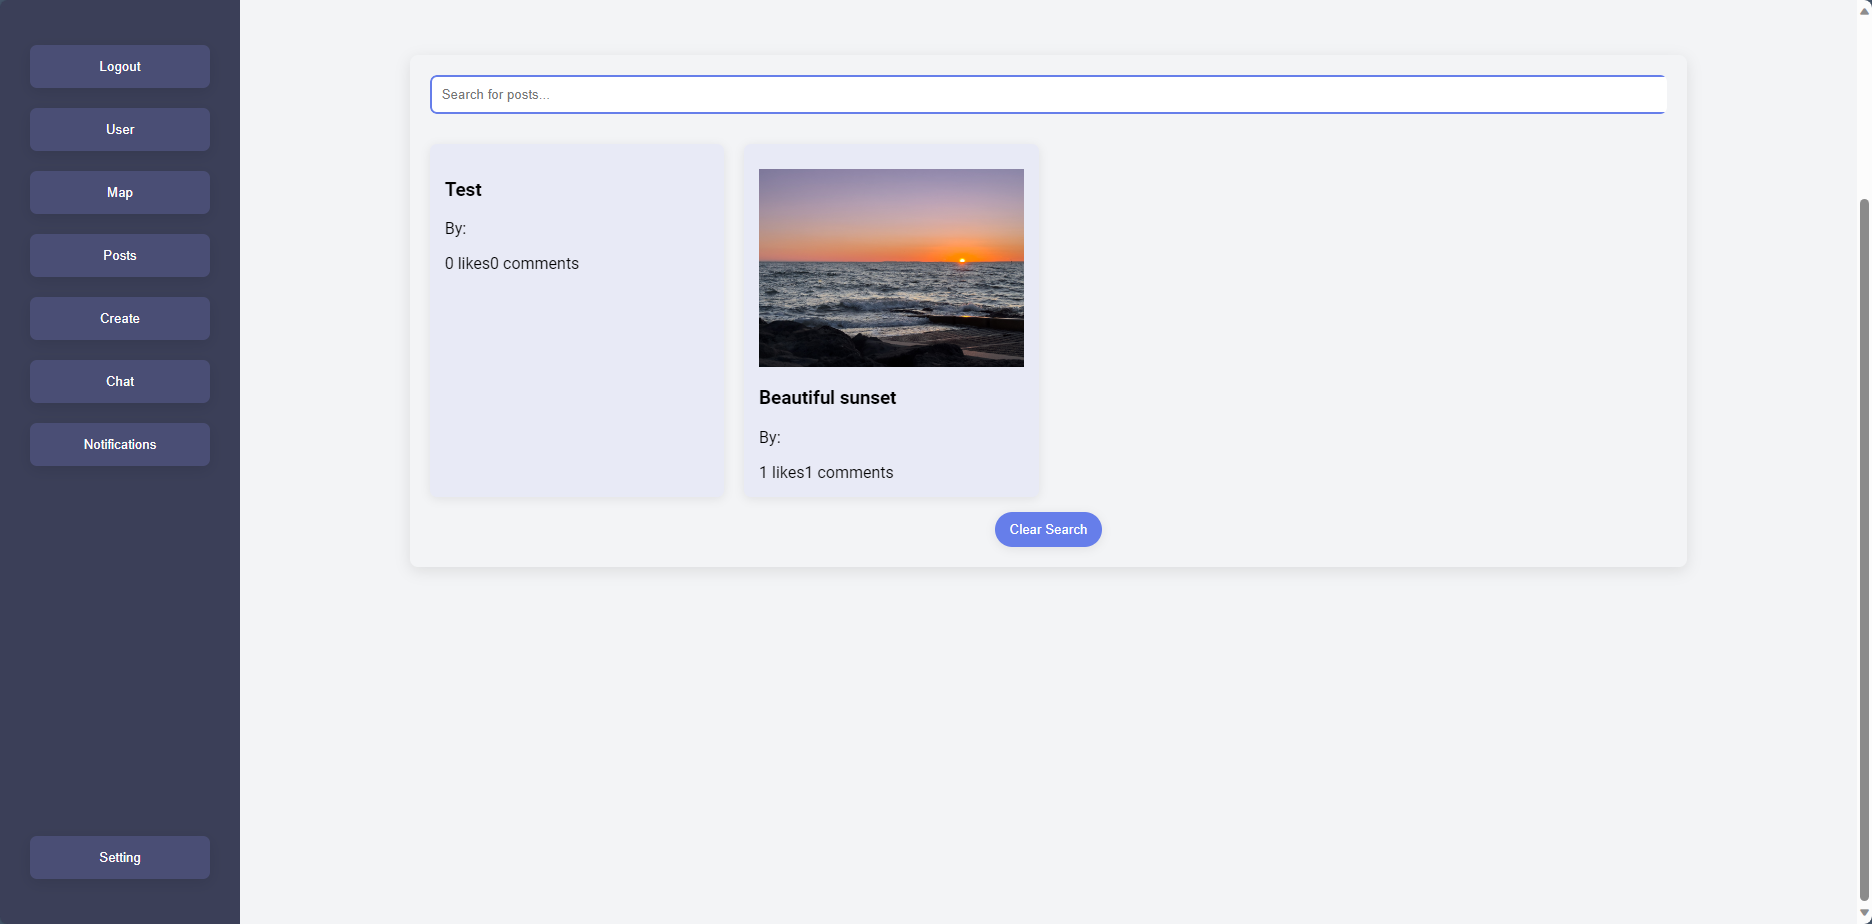 Logout
User
Map
Posts
Create
Chat
Notifications
Setting
Search for posts...
Test
By:
0 likes0 comments
Beautiful sunset
By:
1 likes1 comments
Clear Search